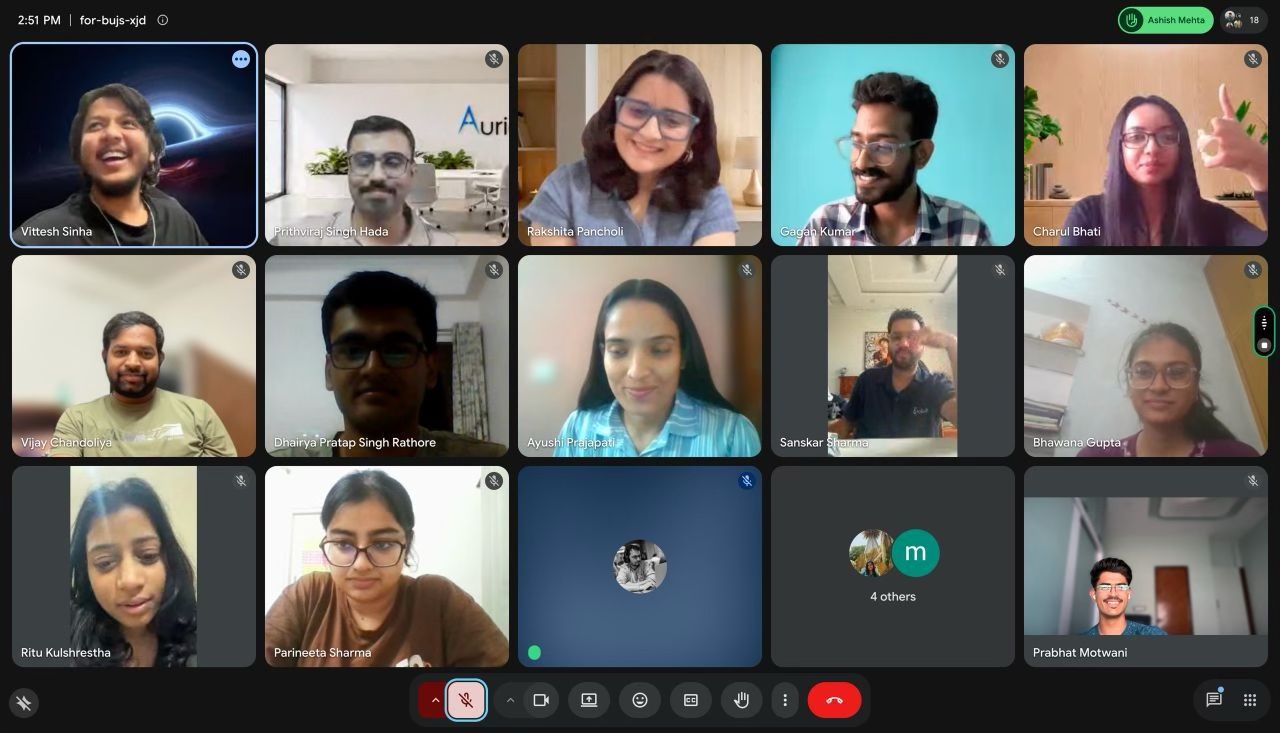 2:51 PM | for-bujs-xjd
Ashish Mehta
18
Vittesh Sinha
Auri
Prithviraj Singh Hada
Rakshita Pancholi
Gagan Kumar
Charul Bhati
Vijay Chandoliya
Dhairya Pratap Singh Rathore
Ayushi Prajapati
Sanskar Sharma
Bhawana Gupta
Ritu Kulshrestha
Parineeta Sharma
m
4 others
Prabhat Motwani
CC